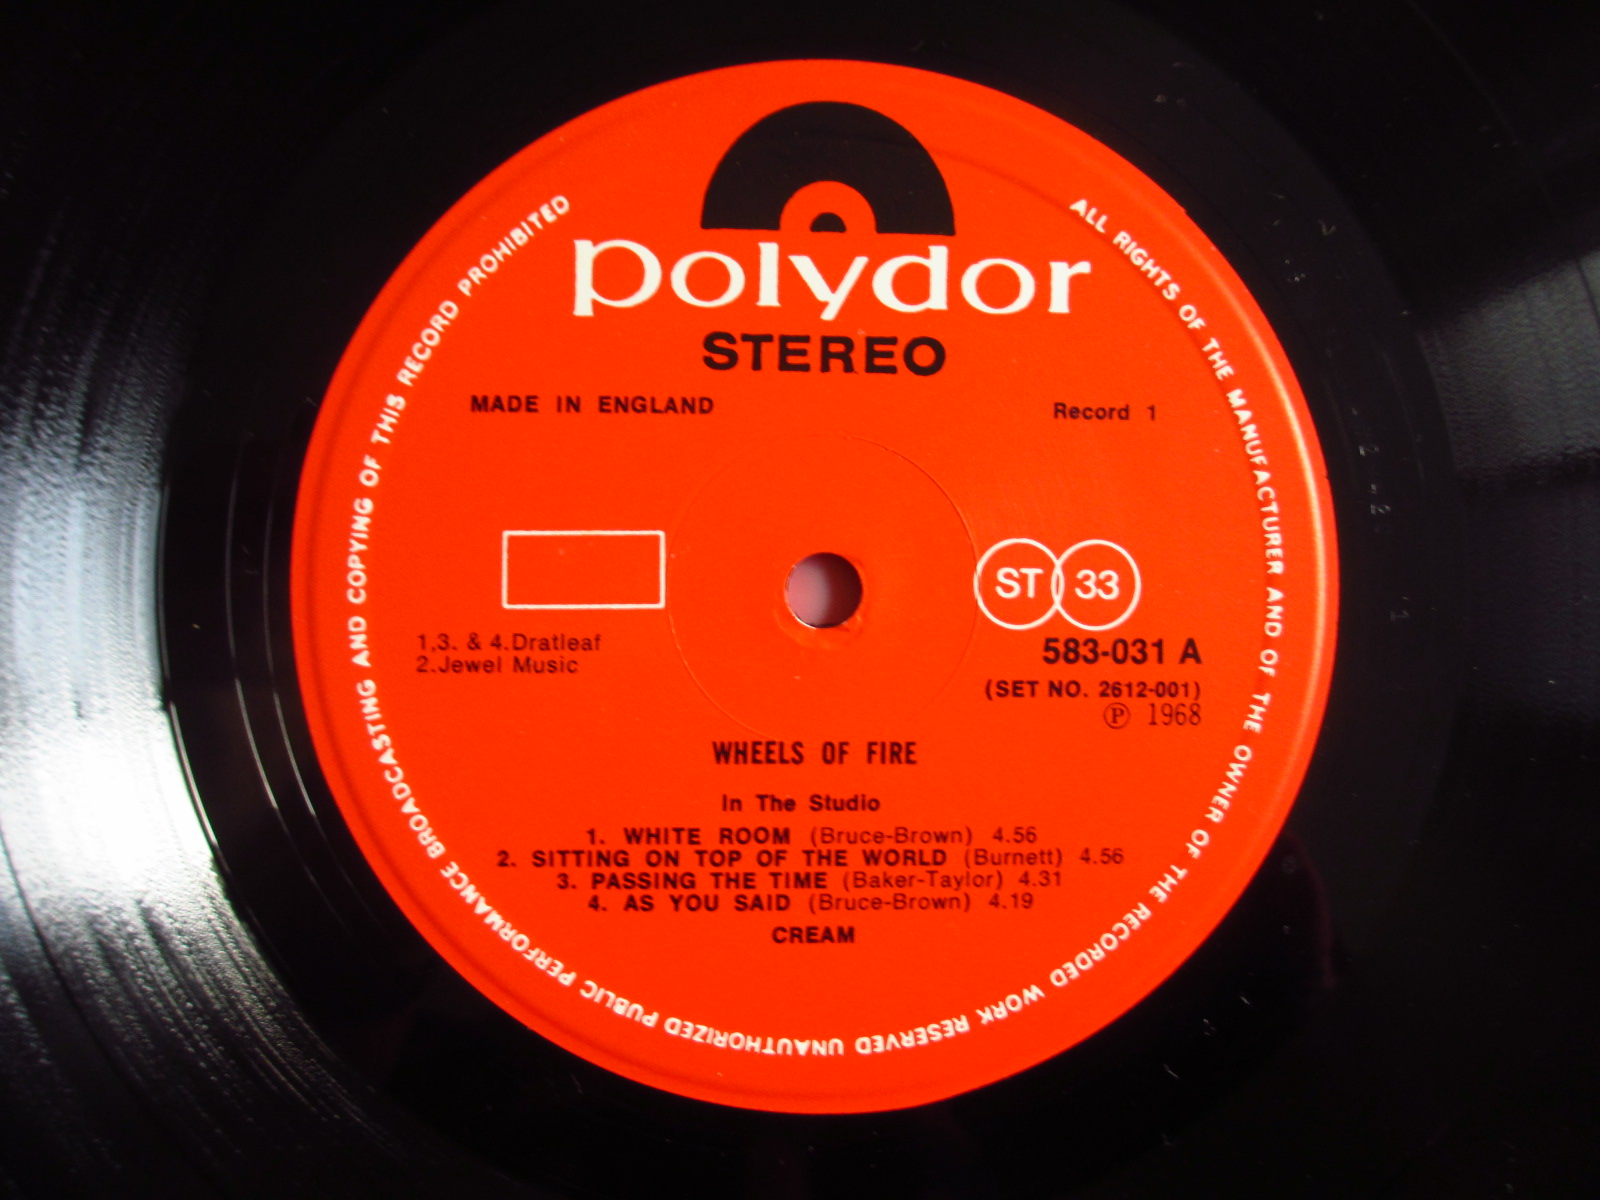 polydor
STEREO
MADE IN ENGLAND
Record 1
ST 33
1,3. & 4.Dratleaf
2.Jewel Music
583-031 A
(SET NO. 2612-001)
Ⓟ 1968
WHEELS OF FIRE
In The Studio
1. WHITE ROOM (Bruce-Brown) 4.56
2. SITTING ON TOP OF THE WORLD (Burnett) 4.56
3. PASSING THE TIME (Baker-Taylor) 4.31
4. AS YOU SAID (Bruce-Brown) 4.19
CREAM
ALL RIGHTS OF THE MANUFACTURER AND OF THE OWNER OF THE RECORDED WORK RESERVED UNAUTHORIZED PUBLIC PERFORMANCE BROADCASTING AND COPYING OF THIS RECORD PROHIBITED